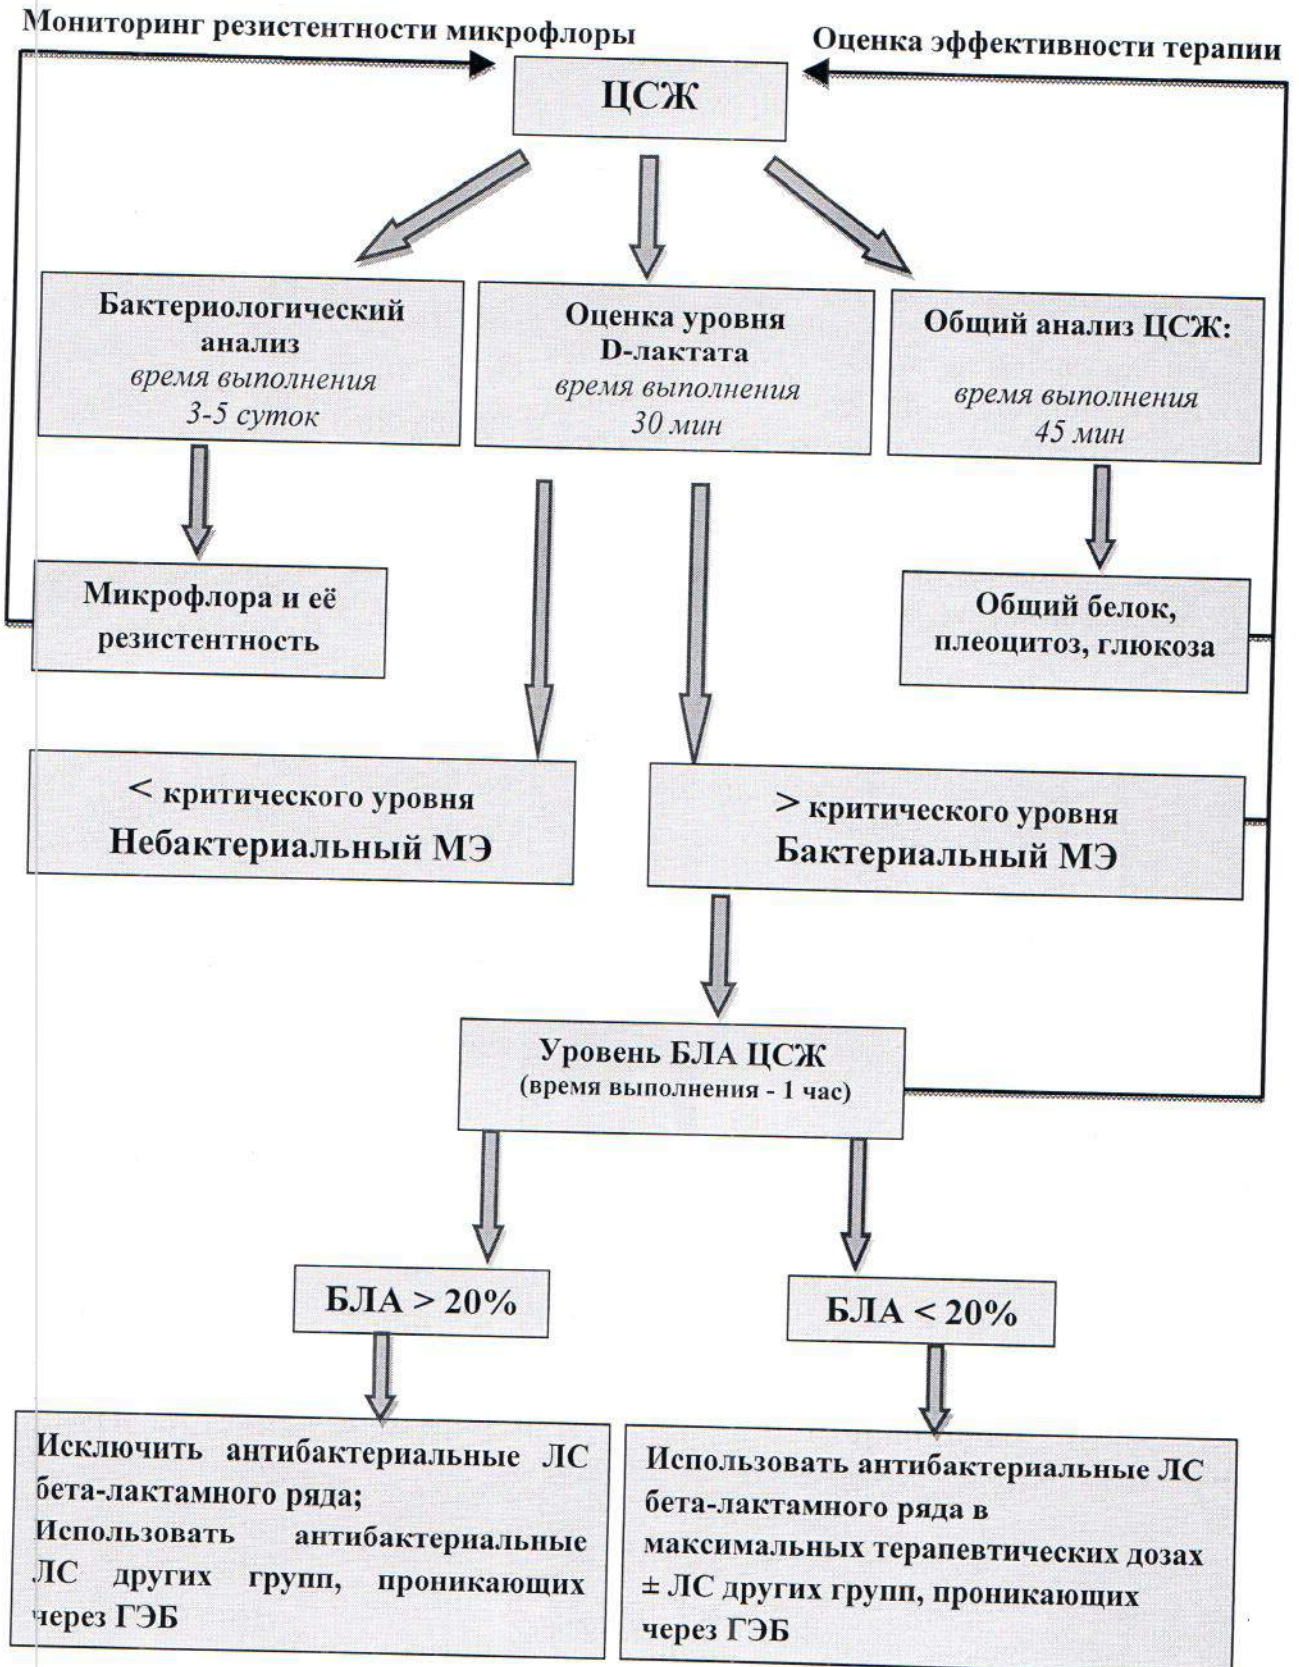 Мониторинг резистентности микрофлоры
Оценка эффективности терапии
ЦСЖ
Бактериологический
анализ
время выполнения
3-5 суток
Оценка уровня
D-лактата
время выполнения
30 мин
Общий анализ ЦСЖ:
время выполнения
45 мин
Микрофлора и её
резистентность
Общий белок,
плеоцитоз, глюкоза
< критического уровня
Небактериальный МЭ
> критического уровня
Бактериальный МЭ
Уровень БЛА ЦСЖ
(время выполнения - 1 час)
БЛА > 20%
БЛА < 20%
Исключить антибактериальные ЛС
бета-лактамного ряда;
Использовать антибактериальные
ЛС других групп, проникающих
через ГЭБ
Использовать антибактериальные ЛС
бета-лактамного ряда в
максимальных терапевтических дозах
± ЛС других групп, проникающих
через ГЭБ